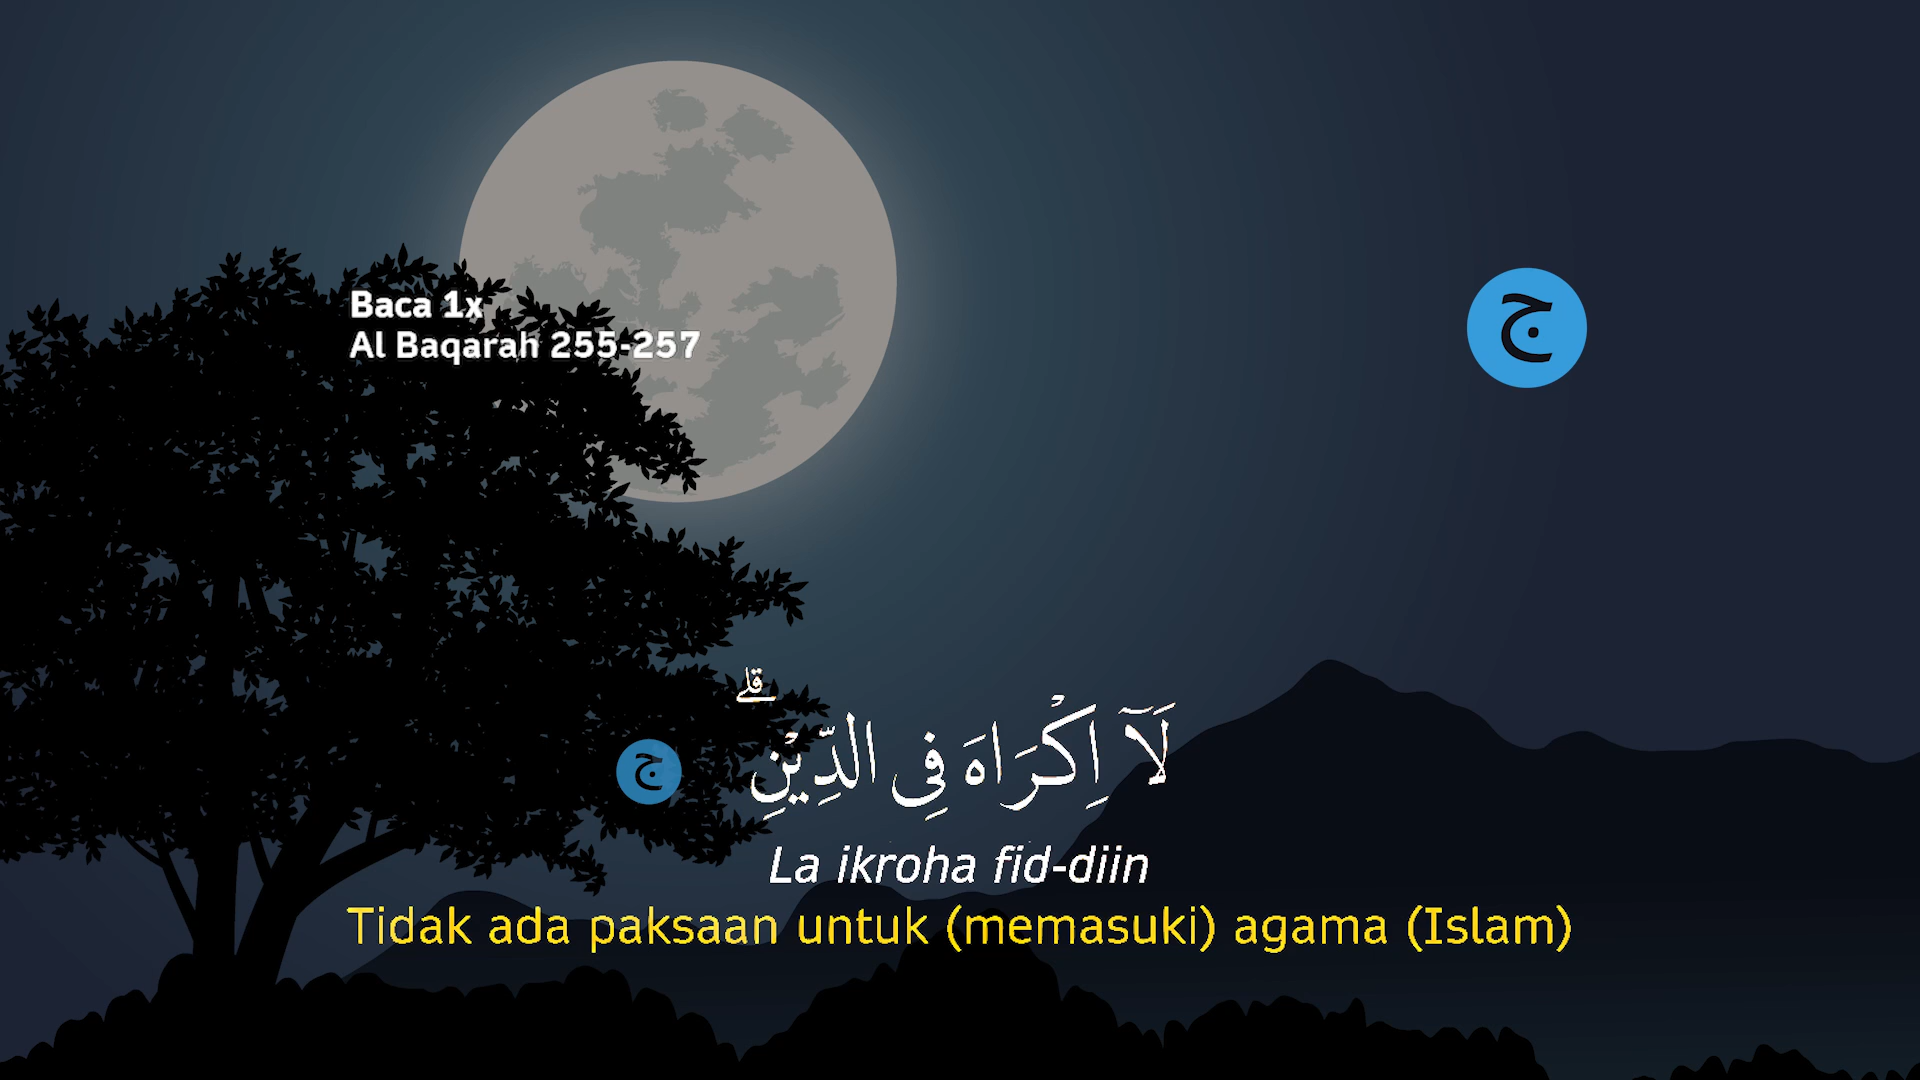 Baca 1x
Al Baqarah 255-257
ج
لَآ اِكْرَاهَ فِى الدِّيْنِۗ ج
La ikroha fid-diin
Tidak ada paksaan untuk (memasuki) agama (Islam)